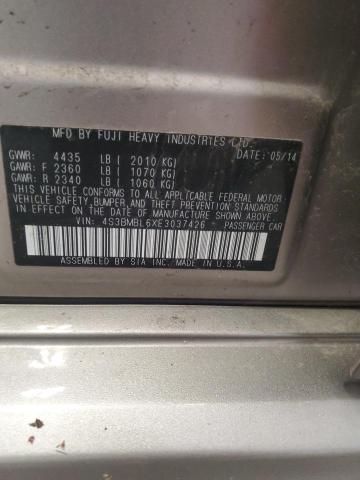 MFD BY FUJI HEAVY INDUSTRIES LTD.
GVWR: 4435 LB ( 2010 KG) DATE: 05/14
GAWR: F 2360 LB ( 1070 KG)
GAWR: R 2340 LB ( 1060 KG)
THIS VEHICLE CONFORMS TO ALL APPLICABLE FEDERAL MOTOR
VEHICLE SAFETY, BUMPER, AND THEFT PREVENTION STANDARDS
IN EFFECT ON THE DATE OF MANUFACTURE SHOWN ABOVE.
VIN: 4S3BMBL6XE3037426 PASSENGER CAR
ASSEMBLED BY SIA INC. MADE IN U.S.A.